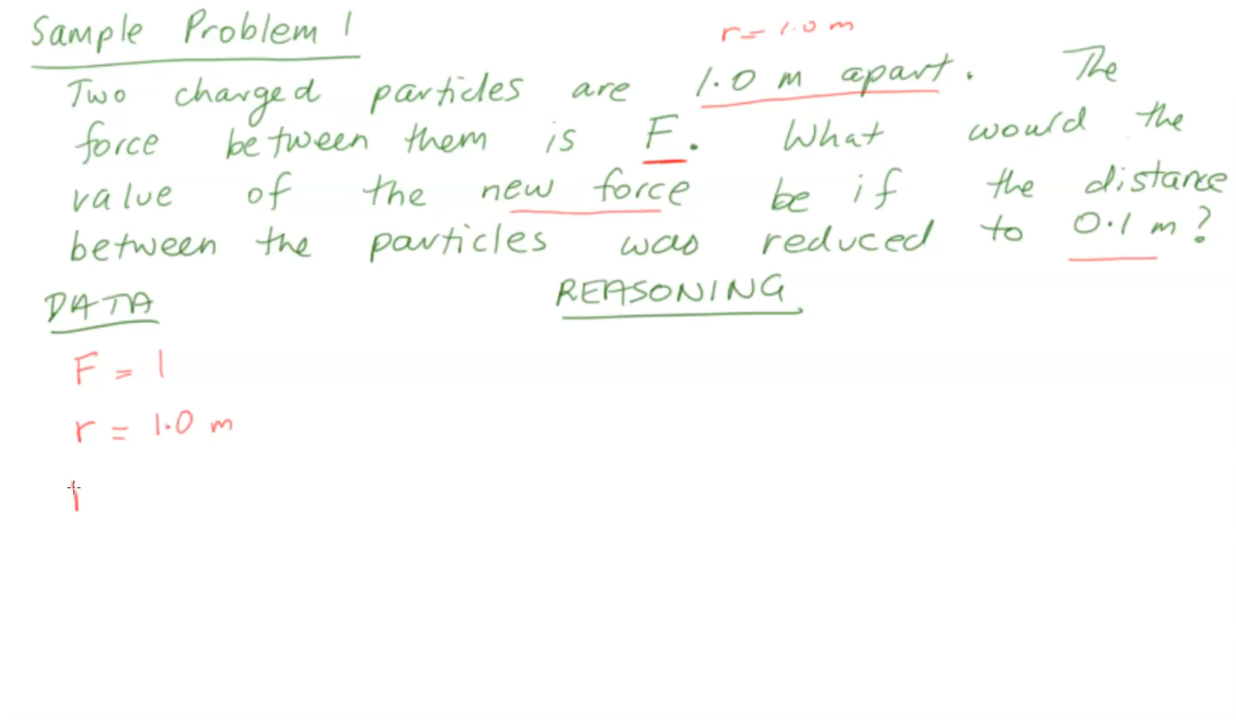 Sample Problem 1
r = 1.0 m
Two charged particles are 1.0 m apart. The
force between them is F. What would the
value of the new force be if the distance
between the particles was reduced to 0.1 m?
DATA
REASONING
F = 1
r = 1.0 m